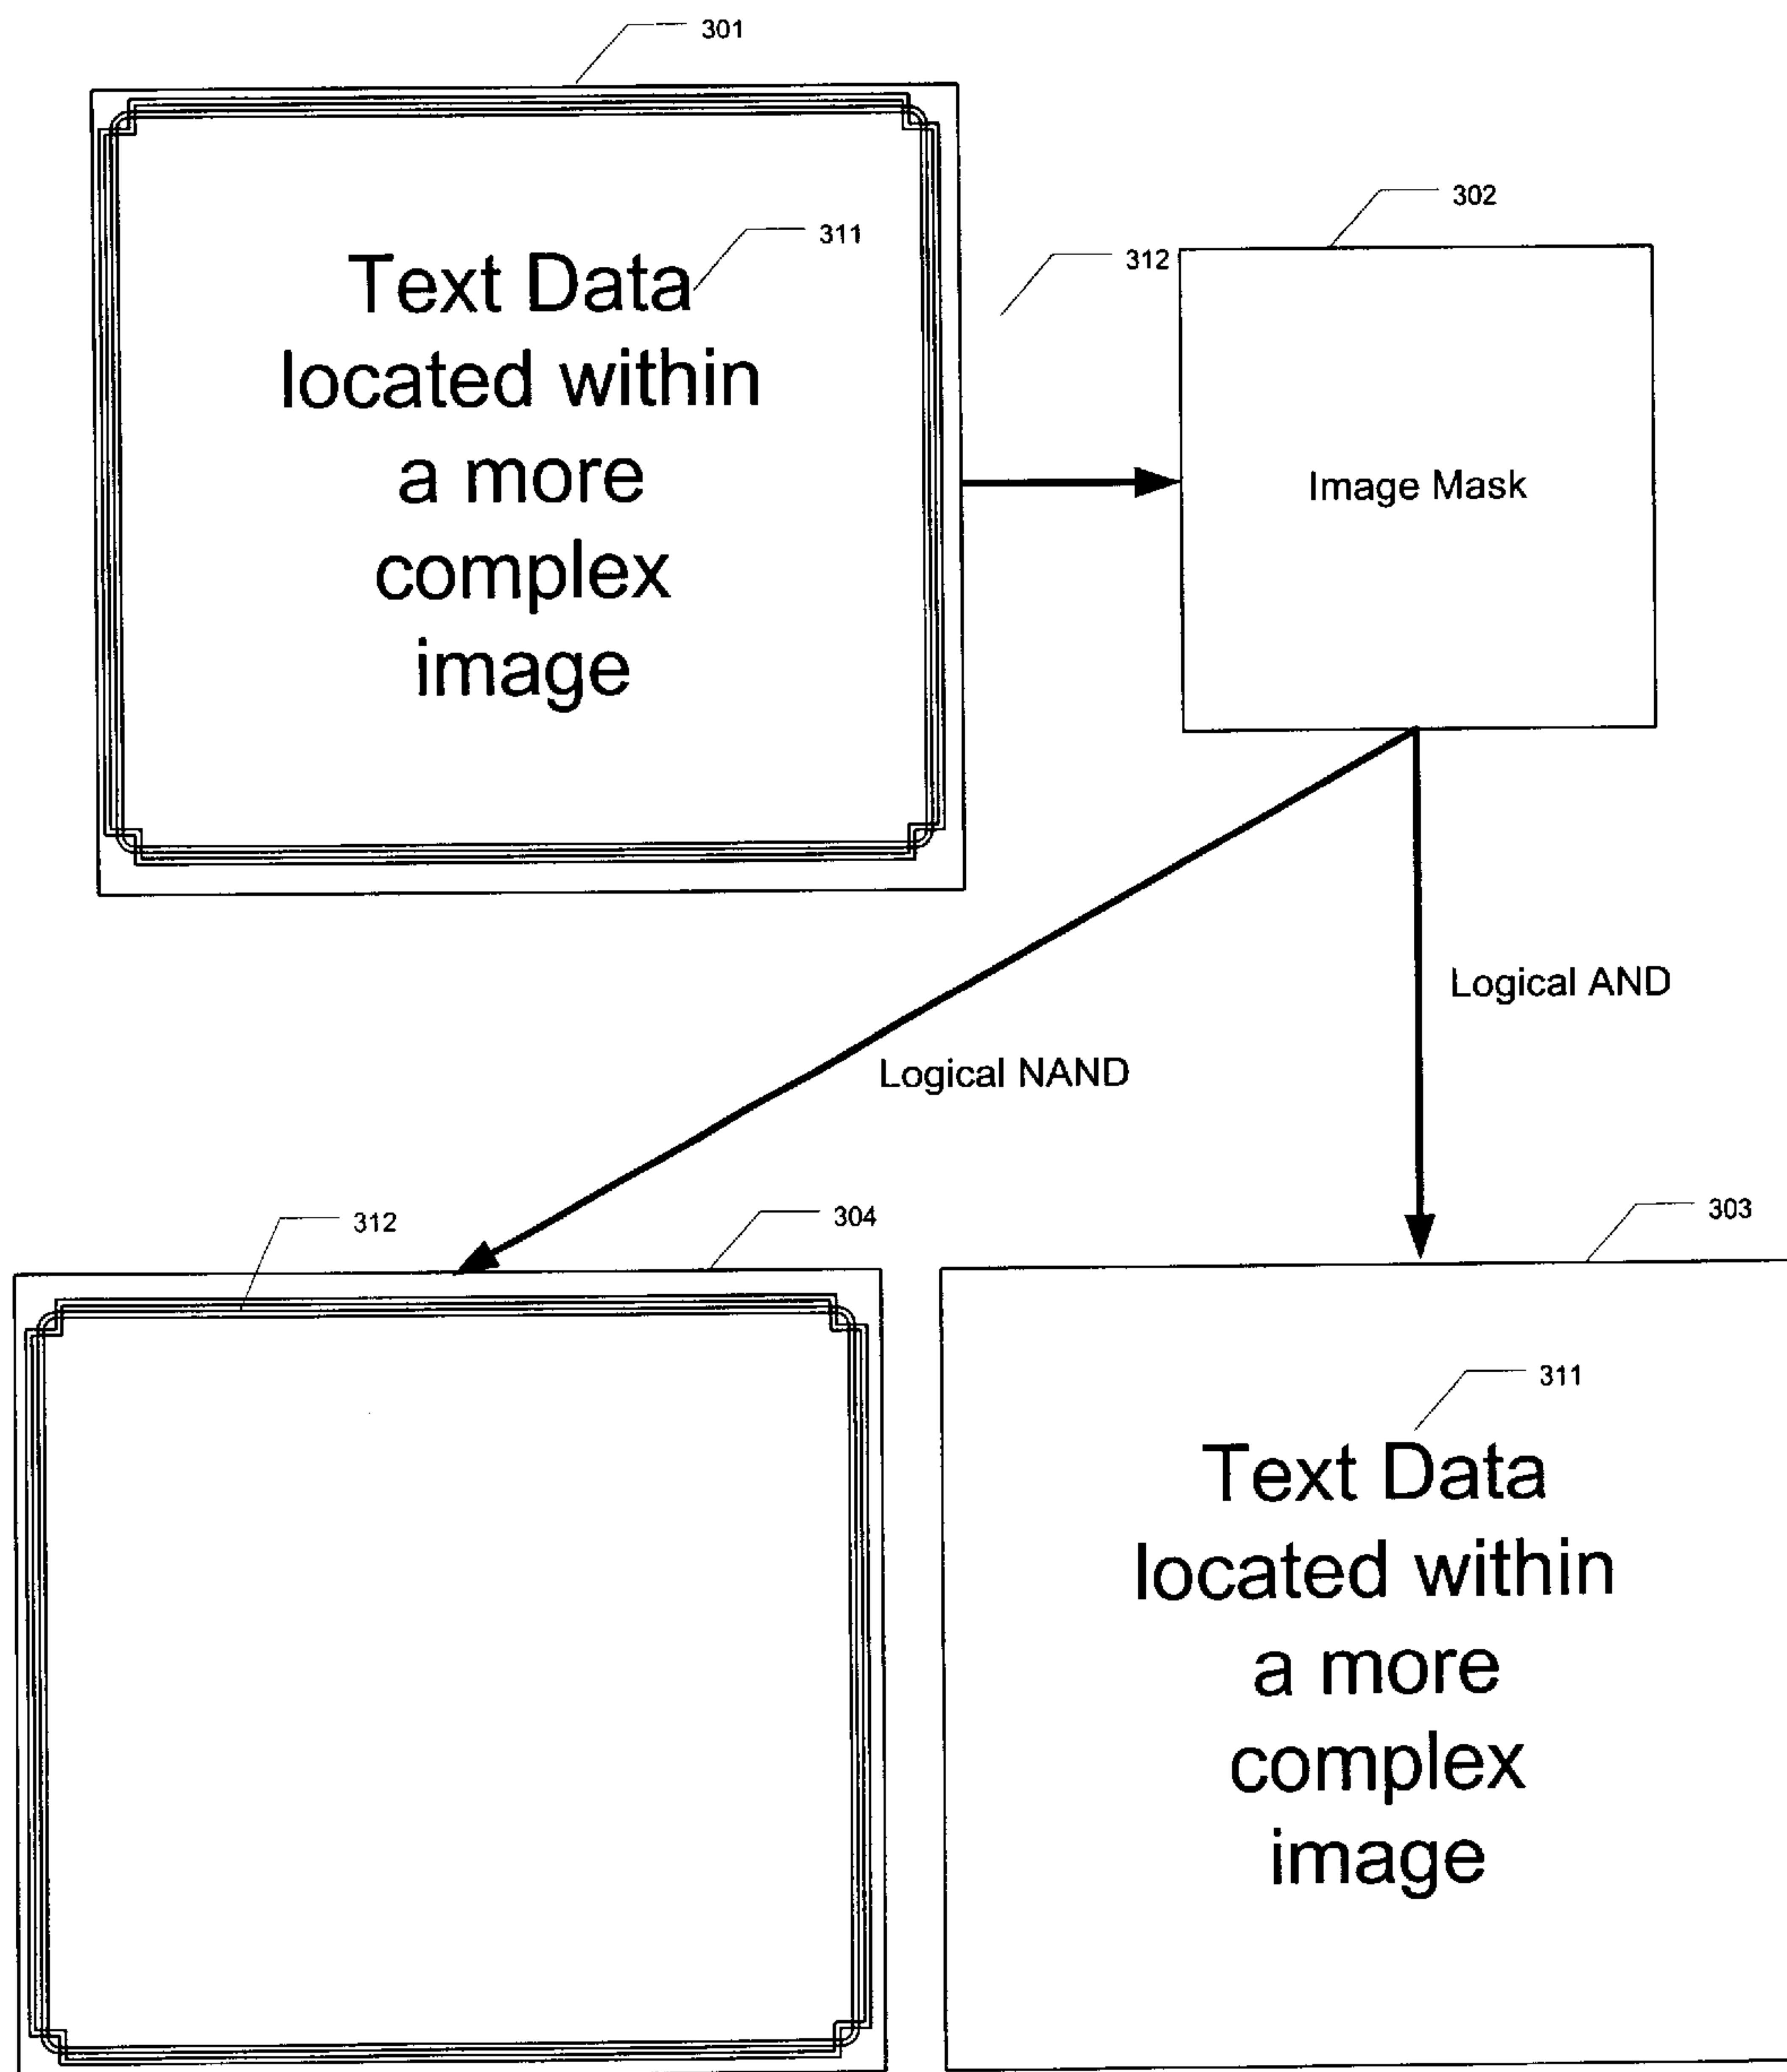 301
311
Text Data
located within
a more
complex
image
312
302
Image Mask
Logical AND
Logical NAND
312
304
303
311
Text Data
located within
a more
complex
image